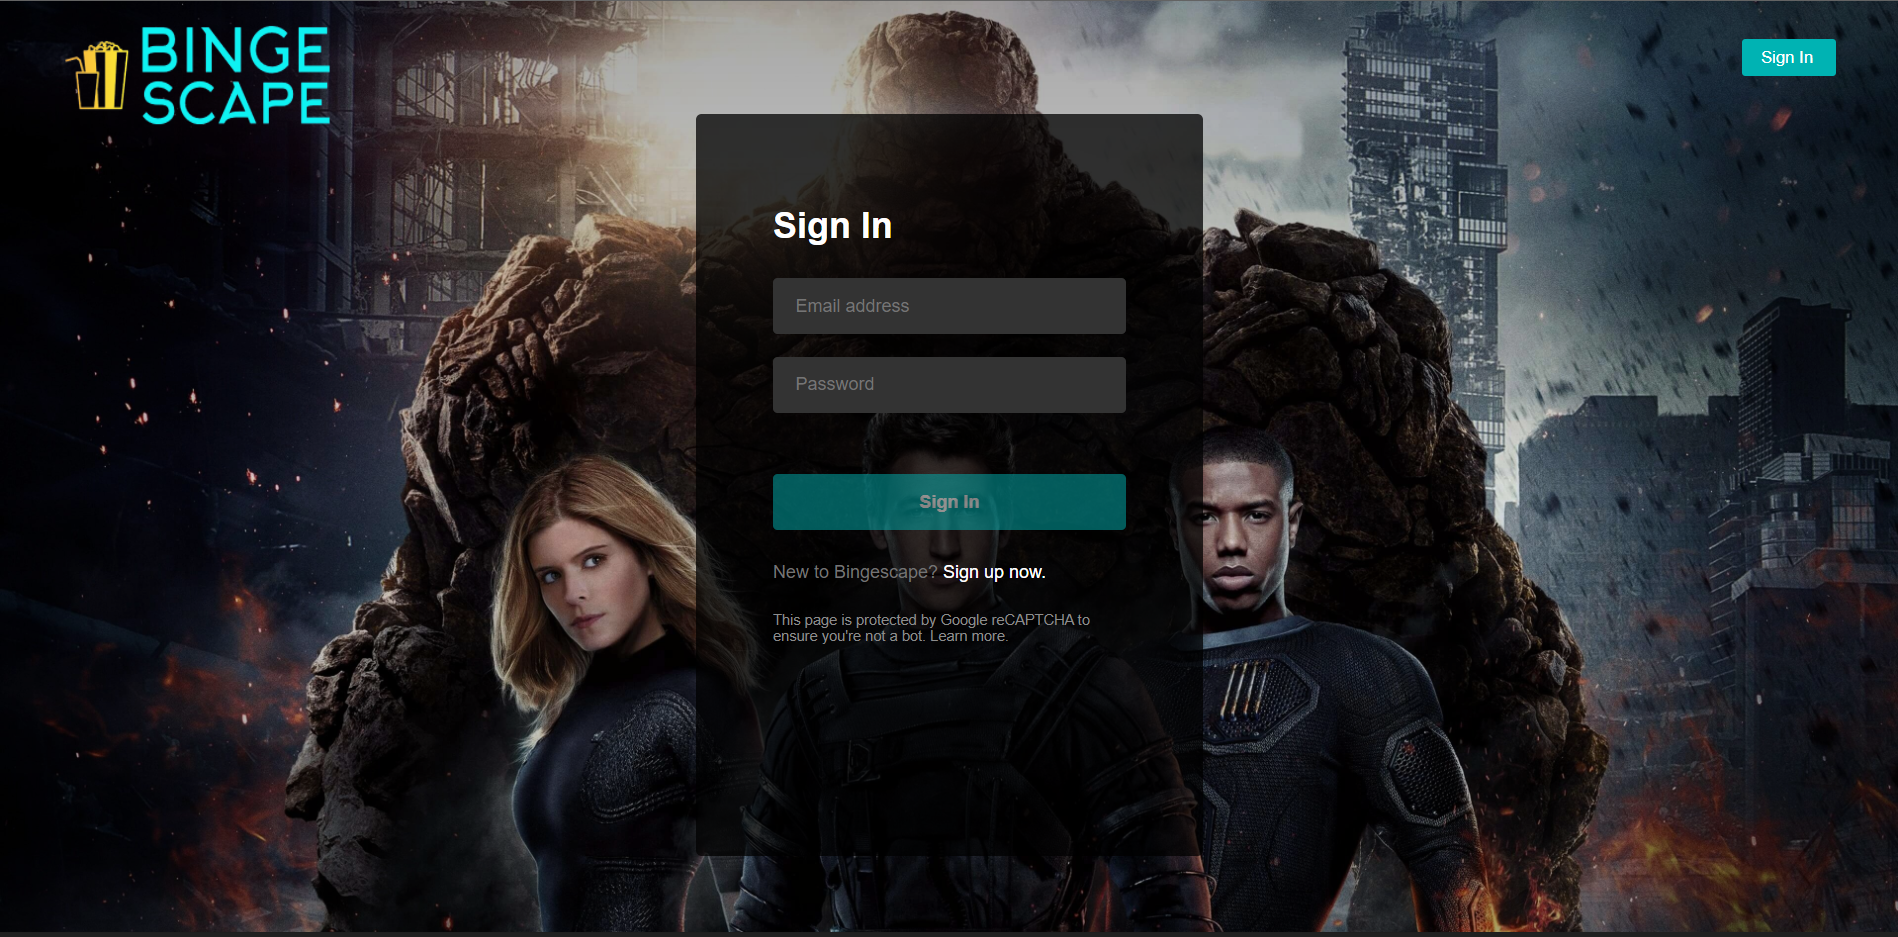 BINGE
SCAPE
Sign In
Sign In
Email address
Password
Sign In
New to Bingescape? Sign up now.
This page is protected by Google reCAPTCHA to
ensure you're not a bot. Learn more.